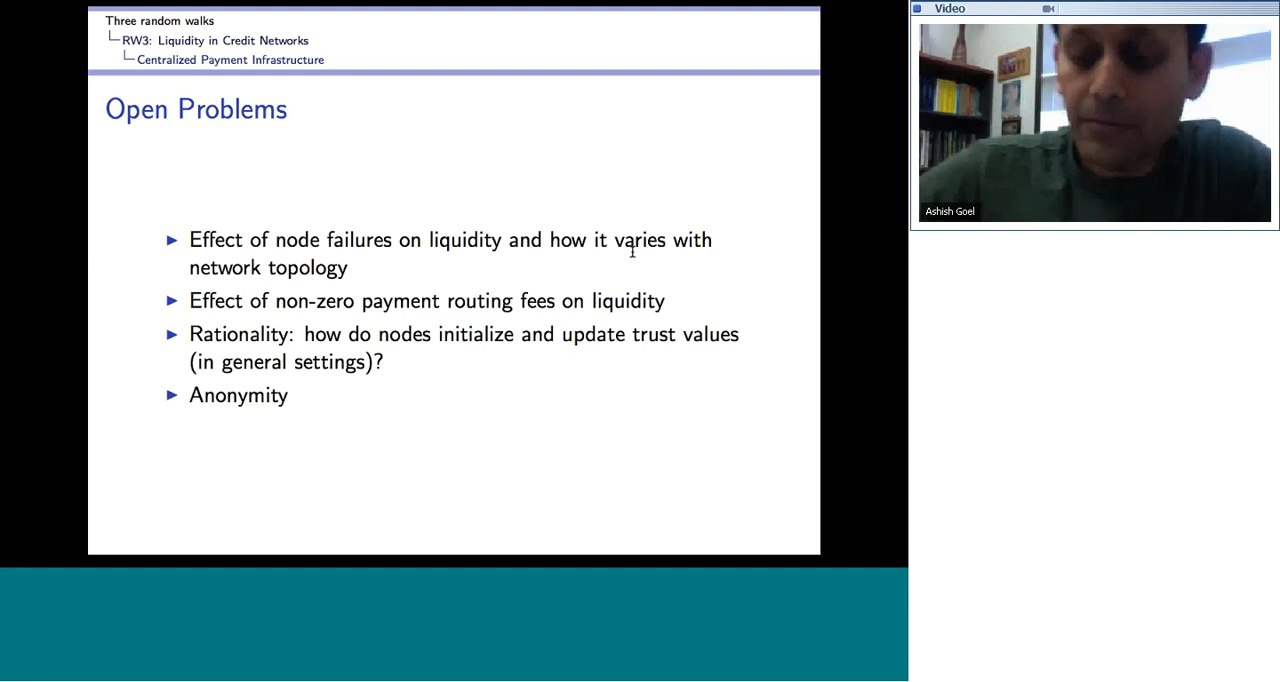 Three random walks
RW3: Liquidity in Credit Networks
Centralized Payment Infrastructure
Open Problems
Effect of node failures on liquidity and how it varies with
network topology
Effect of non-zero payment routing fees on liquidity
Rationality: how do nodes initialize and update trust values
(in general settings)?
Anonymity
Video
Ashish Goel